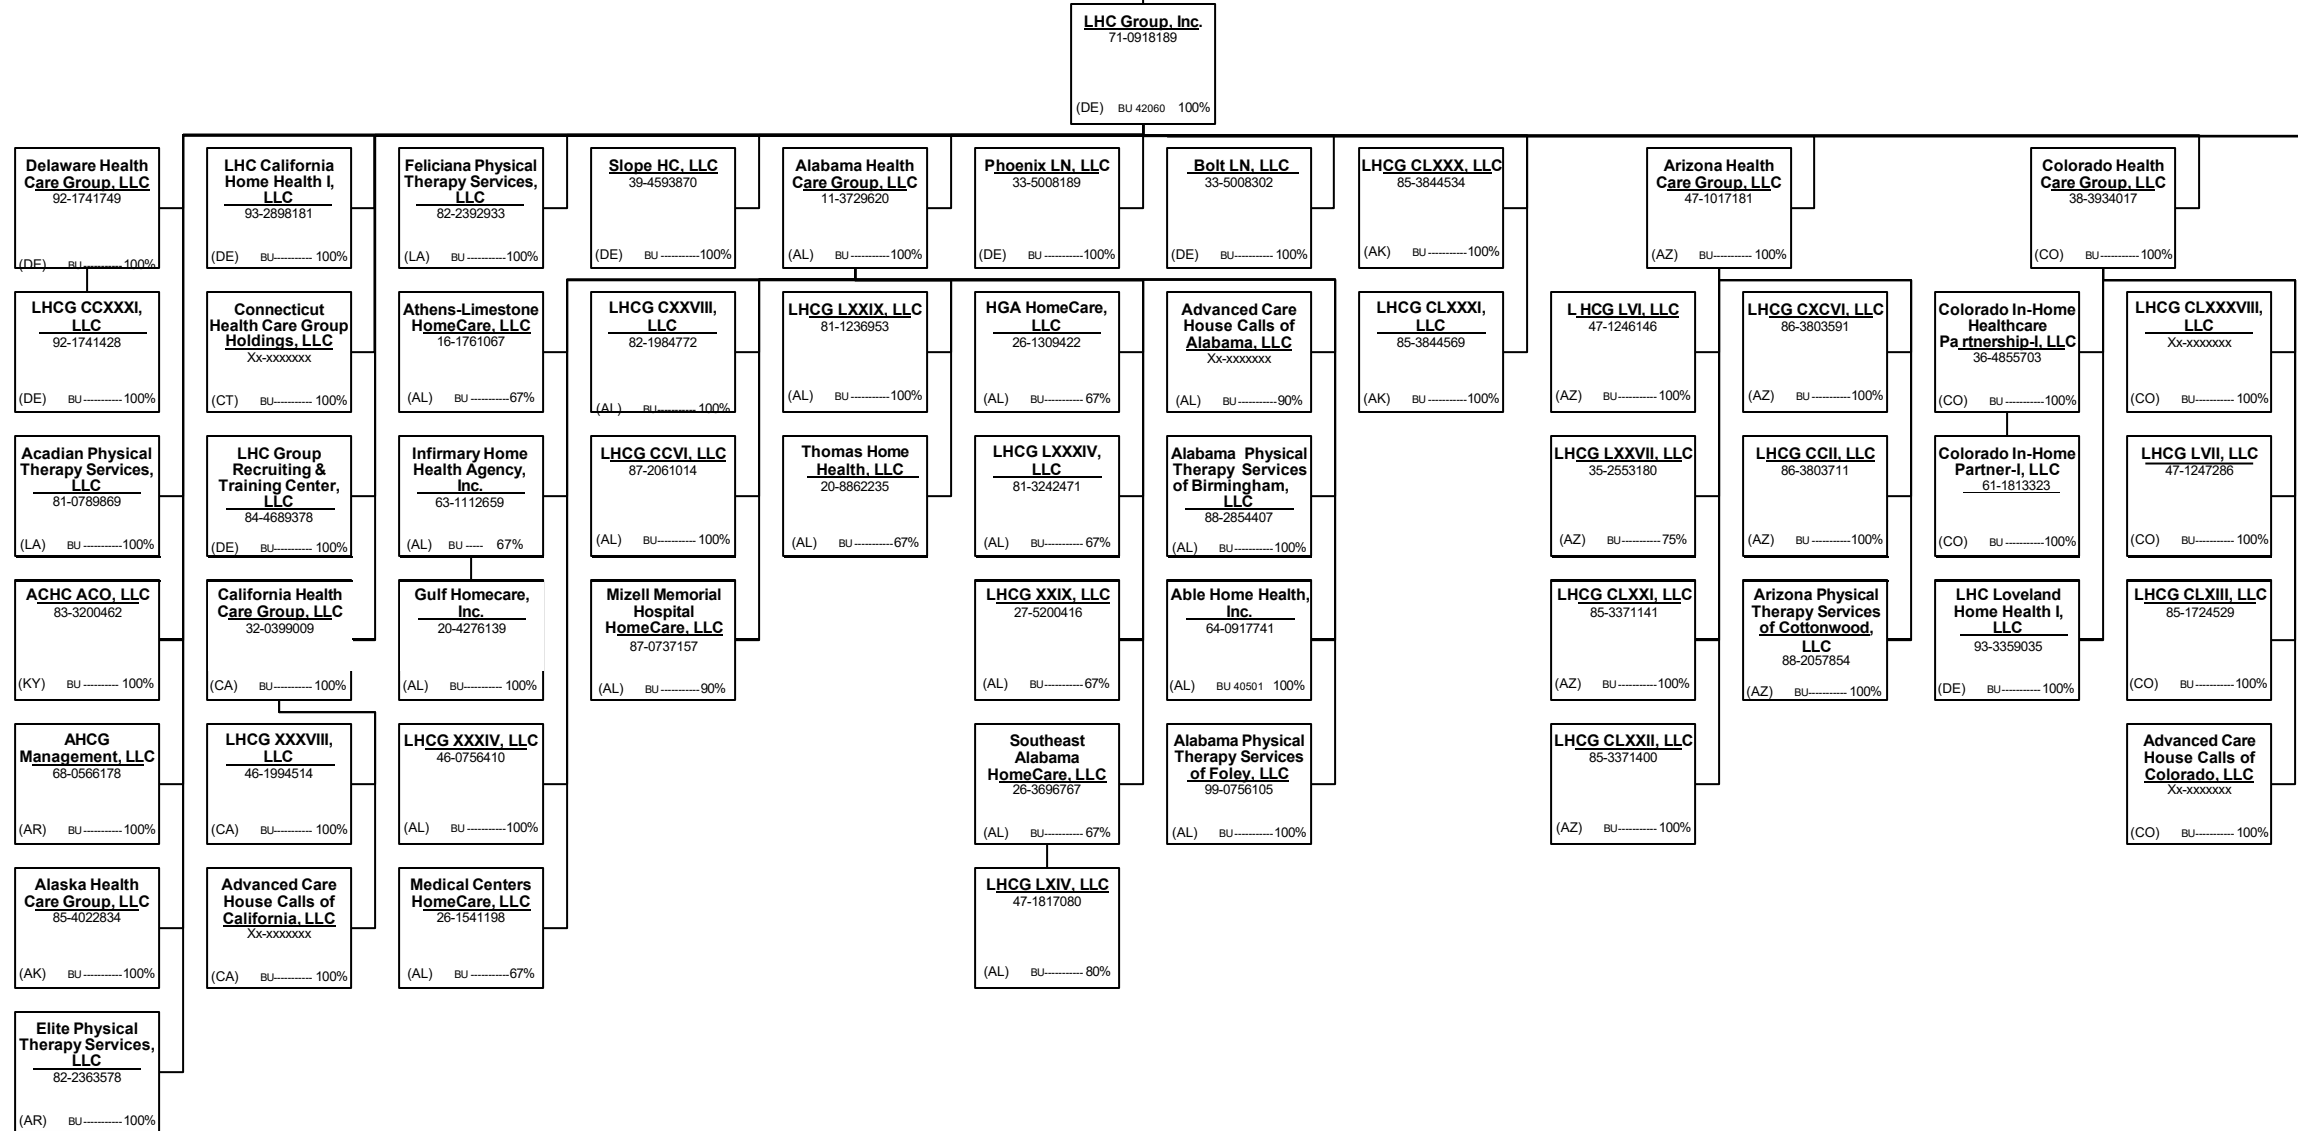 LHC Group, Inc.
71-0918189
(DE) BU 42060 100%
Delaware Health
Care Group, LLC
92-1741749
(DE) BU ----------- 100%
LHC California
Home Health I,
LLC
93-2898181
(DE) BU----------- 100%
Feliciana Physical
Therapy Services,
LLC
82-2392933
(LA) BU -----------100%
Slope HC, LLC
39-4593870
(DE) BU -----------100%
Alabama Health
Care Group, LLC
11-3729620
(AL) BU -----------100%
Phoenix LN, LLC
33-5008189
(DE) BU -----------100%
Bolt LN, LLC
33-5008302
(DE) BU -----------100%
LHCG CLXXX, LLC
85-3844534
(AK) BU -----------100%
Arizona Health
Care Group, LLC
47-1017181
(AZ) BU----------- 100%
Colorado Health
Care Group, LLC
38-3934017
(CO) BU -----------100%
LHCG CCXXXI,
LLC
92-1741428
(DE) BU -----------100%
Connecticut
Health Care Group
Holdings, LLC
Xx-xxxxxxx
(CT) BU----------- 100%
Athens-Limestone
HomeCare, LLC
16-1761067
(AL) BU -----------67%
LHCG CXXVIII,
LLC
82-1984772
(AL) BU----------- 100%
LHCG LXXIX, LLC
81-1236953
(AL) BU -----------100%
HGA HomeCare,
LLC
26-1309422
(AL) BU----------- 67%
Advanced Care
House Calls of
Alabama, LLC
Xx-xxxxxxx
(AL) BU -----------90%
LHCG CLXXXI,
LLC
85-3844569
(AK) BU -----------100%
LHCG LVI, LLC
47-1246146
(AZ) BU----------- 100%
LHCG CXCVI, LLC
86-3803591
(AZ) BU -----------100%
Colorado In-Home
Healthcare
Partnership-I, LLC
36-4855703
(CO) BU -----------100%
LHCG CLXXXVIII,
LLC
Xx-xxxxxxx
(CO) BU----------- 100%
Acadian Physical
Therapy Services,
LLC
81-0789869
(LA) BU -----------100%
LHC Group
Recruiting &
Training Center,
LLC
84-4689378
(DE) BU----------- 100%
Infirmary Home
Health Agency,
Inc.
63-1112659
(AL) BU ----- 67%
LHCG CCVI, LLC
87-2061014
(AL) BU----------- 100%
Thomas Home
Health, LLC
20-8862235
(AL) BU -----------67%
LHCG LXXXIV,
LLC
81-3242471
(AL) BU----------- 67%
Alabama Physical
Therapy Services
of Birmingham,
LLC
88-2854407
(AL) BU -----------100%
LHCG LXXVII, LLC
35-2553180
(AZ) BU----------- 75%
LHCG CCII, LLC
86-3803711
(AZ) BU -----------100%
Colorado In-Home
Partner-I, LLC
61-1813323
(CO) BU -----------100%
LHCG LVII, LLC
47-1247286
(CO) BU----------- 100%
ACHC ACO, LLC
83-3200462
(KY) BU ----------- 100%
California Health
Care Group, LLC
32-0399009
(CA) BU----------- 100%
Gulf Homecare,
Inc.
20-4276139
(AL) BU----------- 100%
Mizell Memorial
Hospital
HomeCare, LLC
87-0737157
(AL) BU -----------90%
LHCG XXIX, LLC
27-5200416
(AL) BU----------- 67%
Able Home Health,
Inc.
64-0917741
(AL) BU 40501 100%
LHCG CLXXI, LLC
85-3371141
(AZ) BU-----------100%
Arizona Physical
Therapy Services
of Cottonwood,
LLC
88-2057854
(AZ) BU----------- 100%
LHC Loveland
Home Health I,
LLC
93-3359035
(DE) BU----------- 100%
LHCG CLXIII, LLC
85-1724529
(CO) BU----------- 100%
AHCG
Management, LLC
68-0566178
(AR) BU ----------- 100%
LHCG XXXVIII,
LLC
46-1994514
(CA) BU----------- 100%
LHCG XXXIV, LLC
46-0756410
(AL) BU -----------100%
Southeast
Alabama
HomeCare, LLC
26-3696767
(AL) BU----------- 67%
Alabama Physical
Therapy Services
of Foley, LLC
99-0756105
(AL) BU-----------100%
LHCG CLXXII, LLC
85-3371400
(AZ) BU----------- 100%
Advanced Care
House Calls of
Colorado, LLC
Xx-xxxxxxx
(CO) BU----------- 100%
Alaska Health
Care Group, LLC
85-4022834
(AK) BU -----------100%
Advanced Care
House Calls of
California, LLC
Xx-xxxxxxx
(CA) BU----------- 100%
Medical Centers
HomeCare, LLC
26-1541198
(AL) BU -----------67%
LHCG LXIV, LLC
47-1817080
(AL) BU----------- 80%
Elite Physical
Therapy Services,
LLC
82-2363578
(AR) BU -----------100%